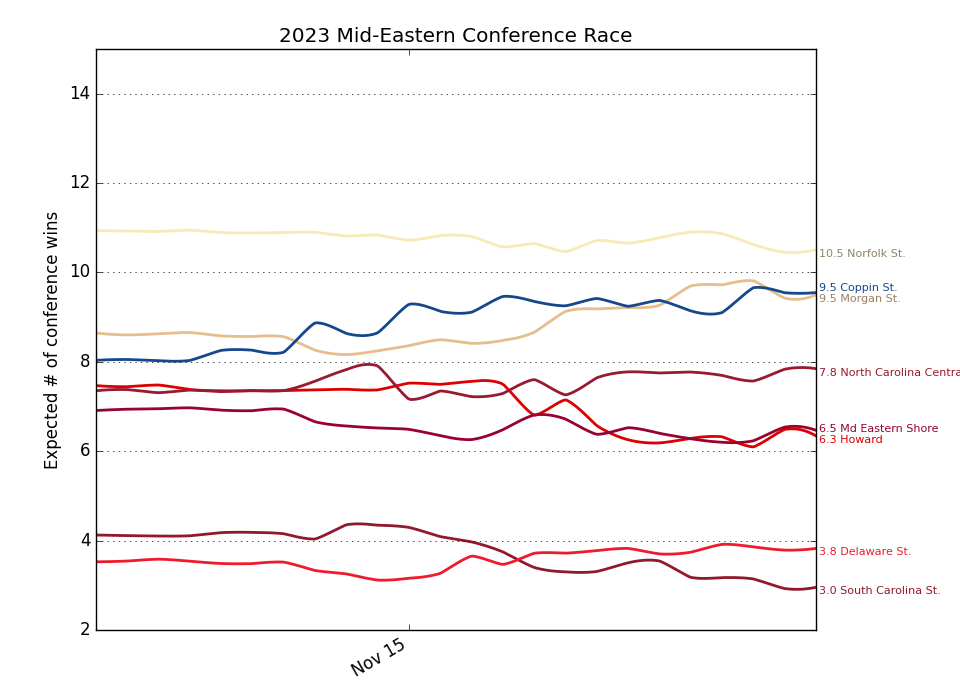 2023 Mid-Eastern Conference Race
Expected # of conference wins
14
12
10
8
6
4
2
Nov 15
10.5 Norfolk St.
9.5 Coppin St.
9.5 Morgan St.
7.8 North Carolina Centra
6.5 Md Eastern Shore
6.3 Howard
3.8 Delaware St.
3.0 South Carolina St.